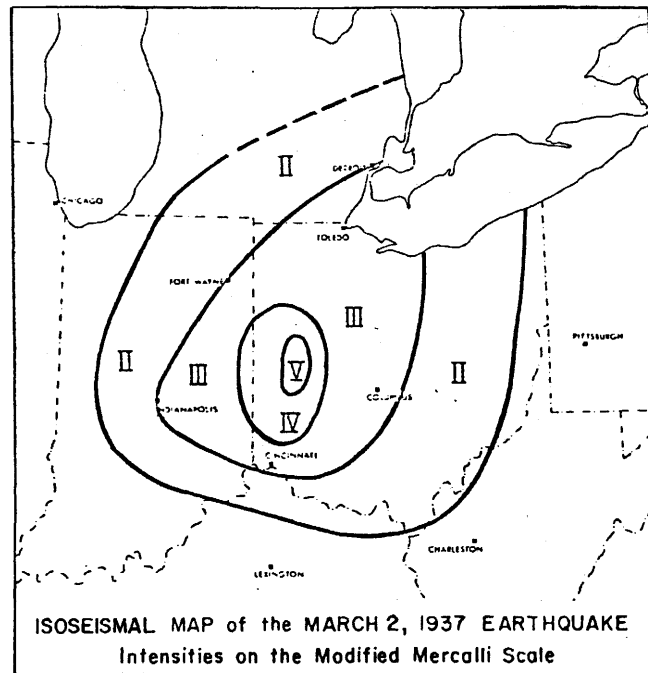 II
DETROIT
CHICAGO
TOLEDO
FORT WAYNE
III
PITTSBURGH
II
III
V
II
COLUMBUS
INDIANAPOLIS
IV
CINCINNATI
CHARLESTON
LEXINGTON
ISOSEISMAL MAP of the MARCH 2, 1937 EARTHQUAKE
Intensities on the Modified Mercalli Scale